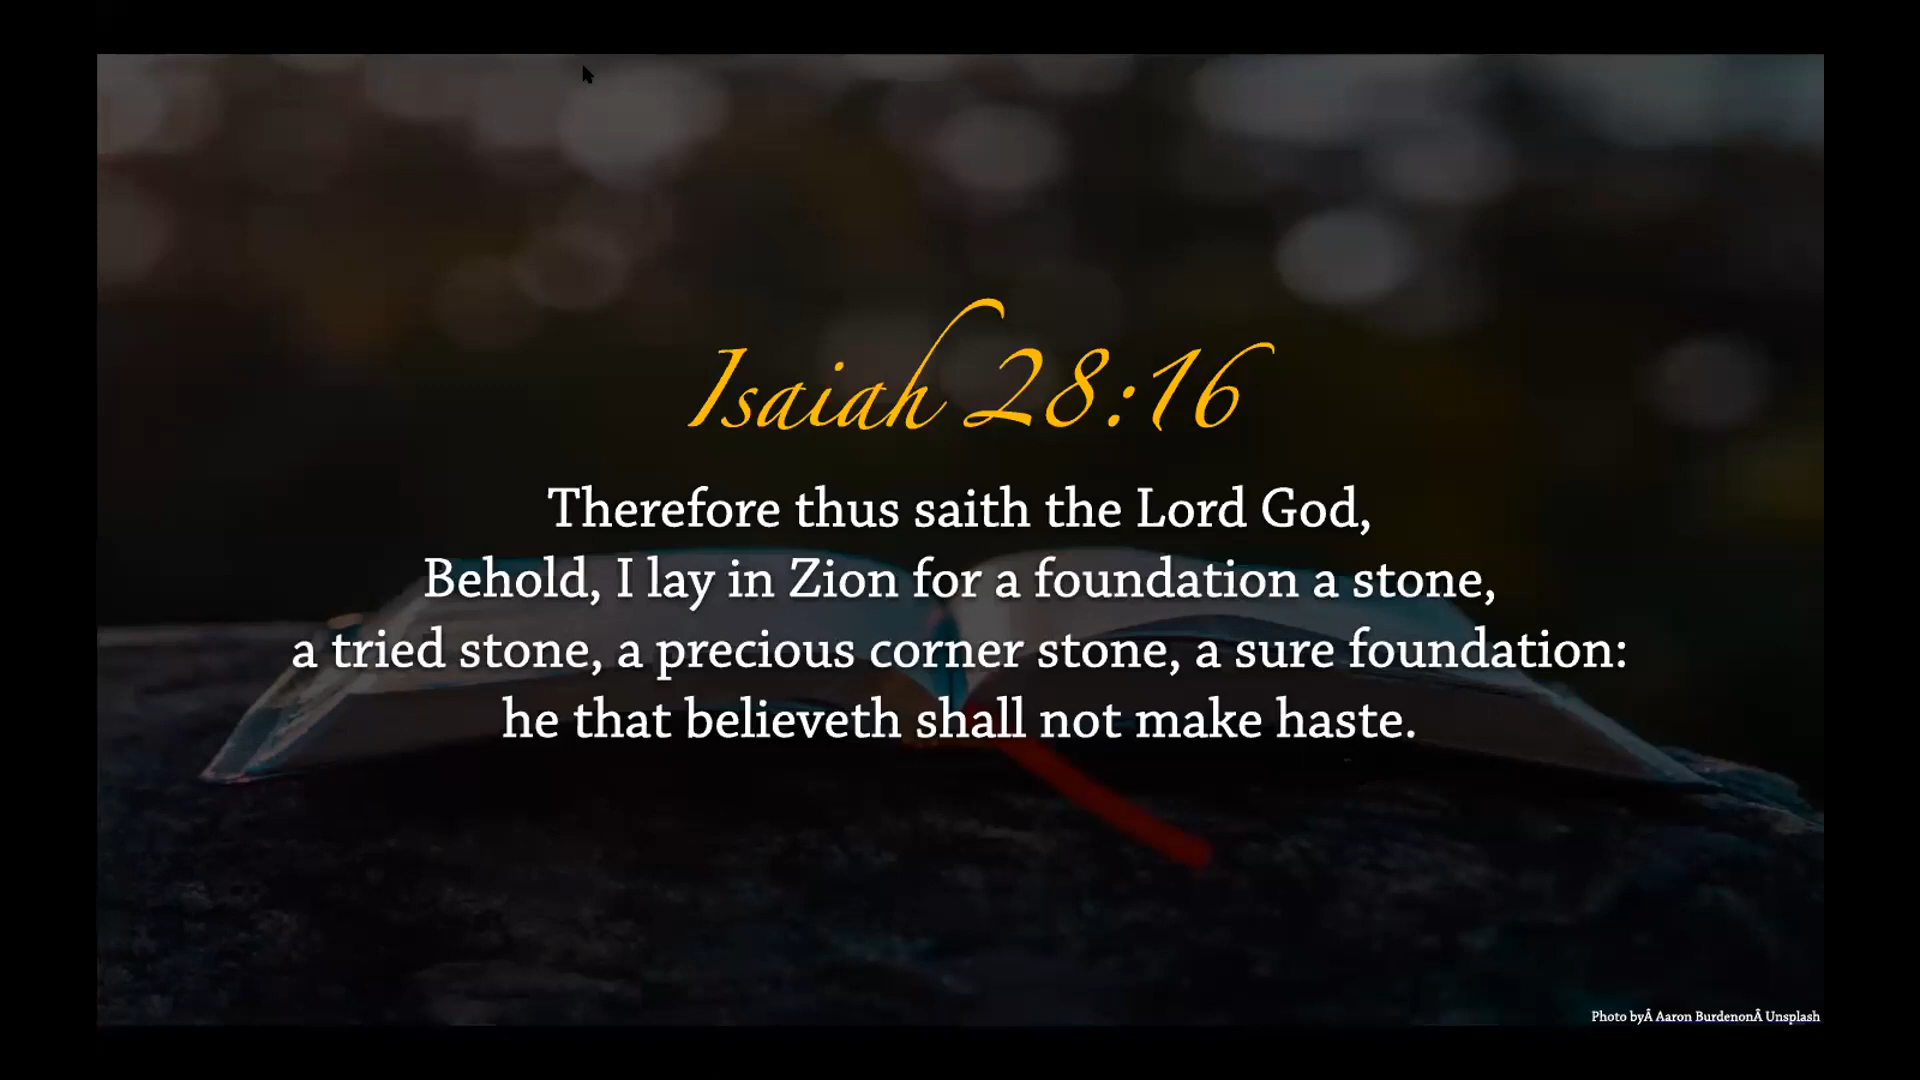 Isaiah 28:16
Therefore thus saith the Lord God,
Behold, I lay in Zion for a foundation a stone,
a tried stone, a precious corner stone, a sure foundation:
he that believeth shall not make haste.
Photo byÂ Aaron BurdenonÂ Unsplash